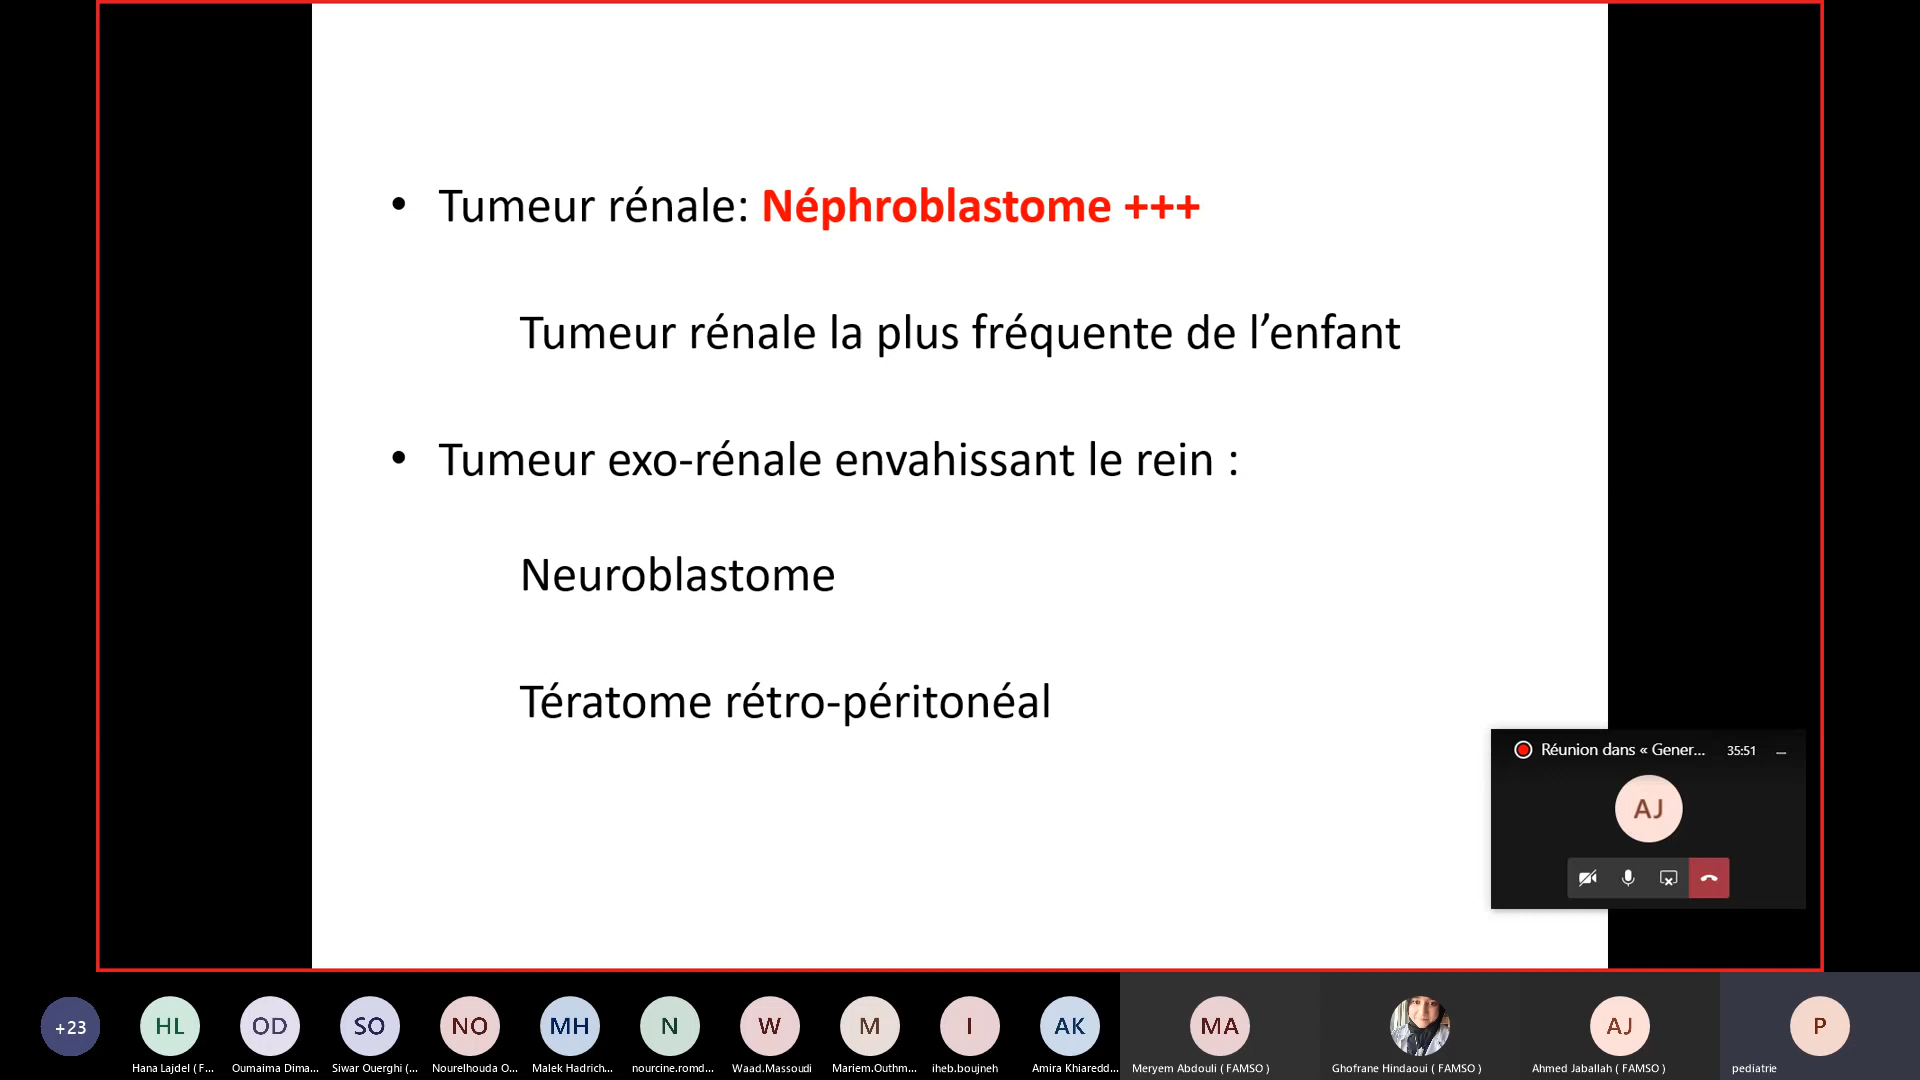 • Tumeur rénale: Néphroblastome +++
Tumeur rénale la plus fréquente de l’enfant
• Tumeur exo-rénale envahissant le rein :
Neuroblastome
Tératome rétro-péritonéal
Réunion dans « Gener... 35:51
AJ
+23 HL OD SO NO MH N W M I AK MA AJ P
Hana Lajdel ( F... Oumaima Dima... Siwar Ouerghi (... Nourelhouda O... Malek Hadrich... nourcine.romd... Waad.Massoudi Mariem.Outhm... iheb.boujneh Amira Khiaredd... Meryem Abdouli ( FAMSO ) Ghofrane Hindaoui ( FAMSO ) Ahmed Jaballah ( FAMSO ) pediatrie